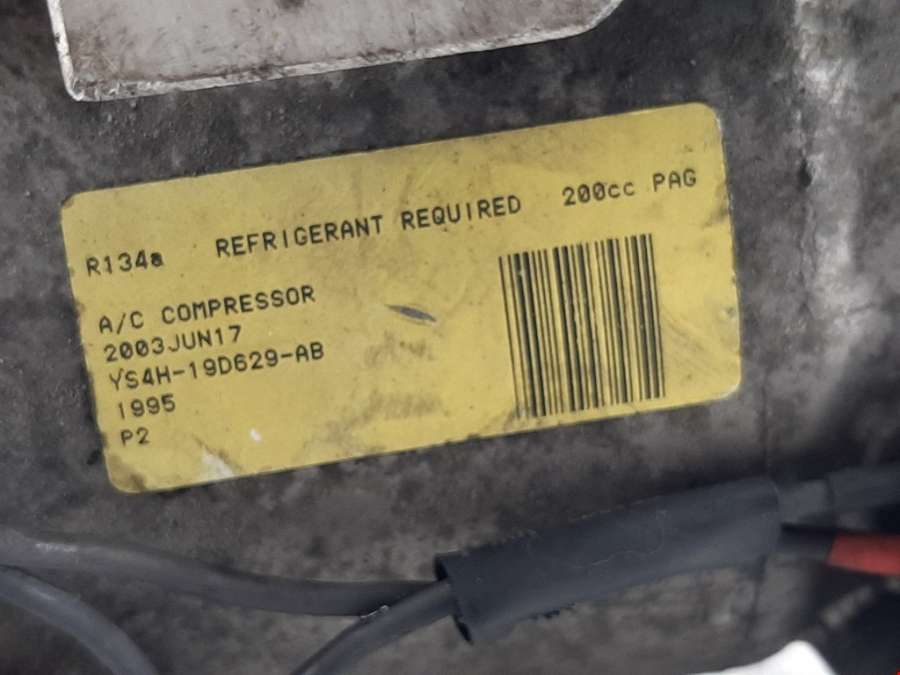 R134a REFRIGERANT REQUIRED 200cc PAG
A/C COMPRESSOR
2003JUN17
YS4H-19D629-AB
1995
P2